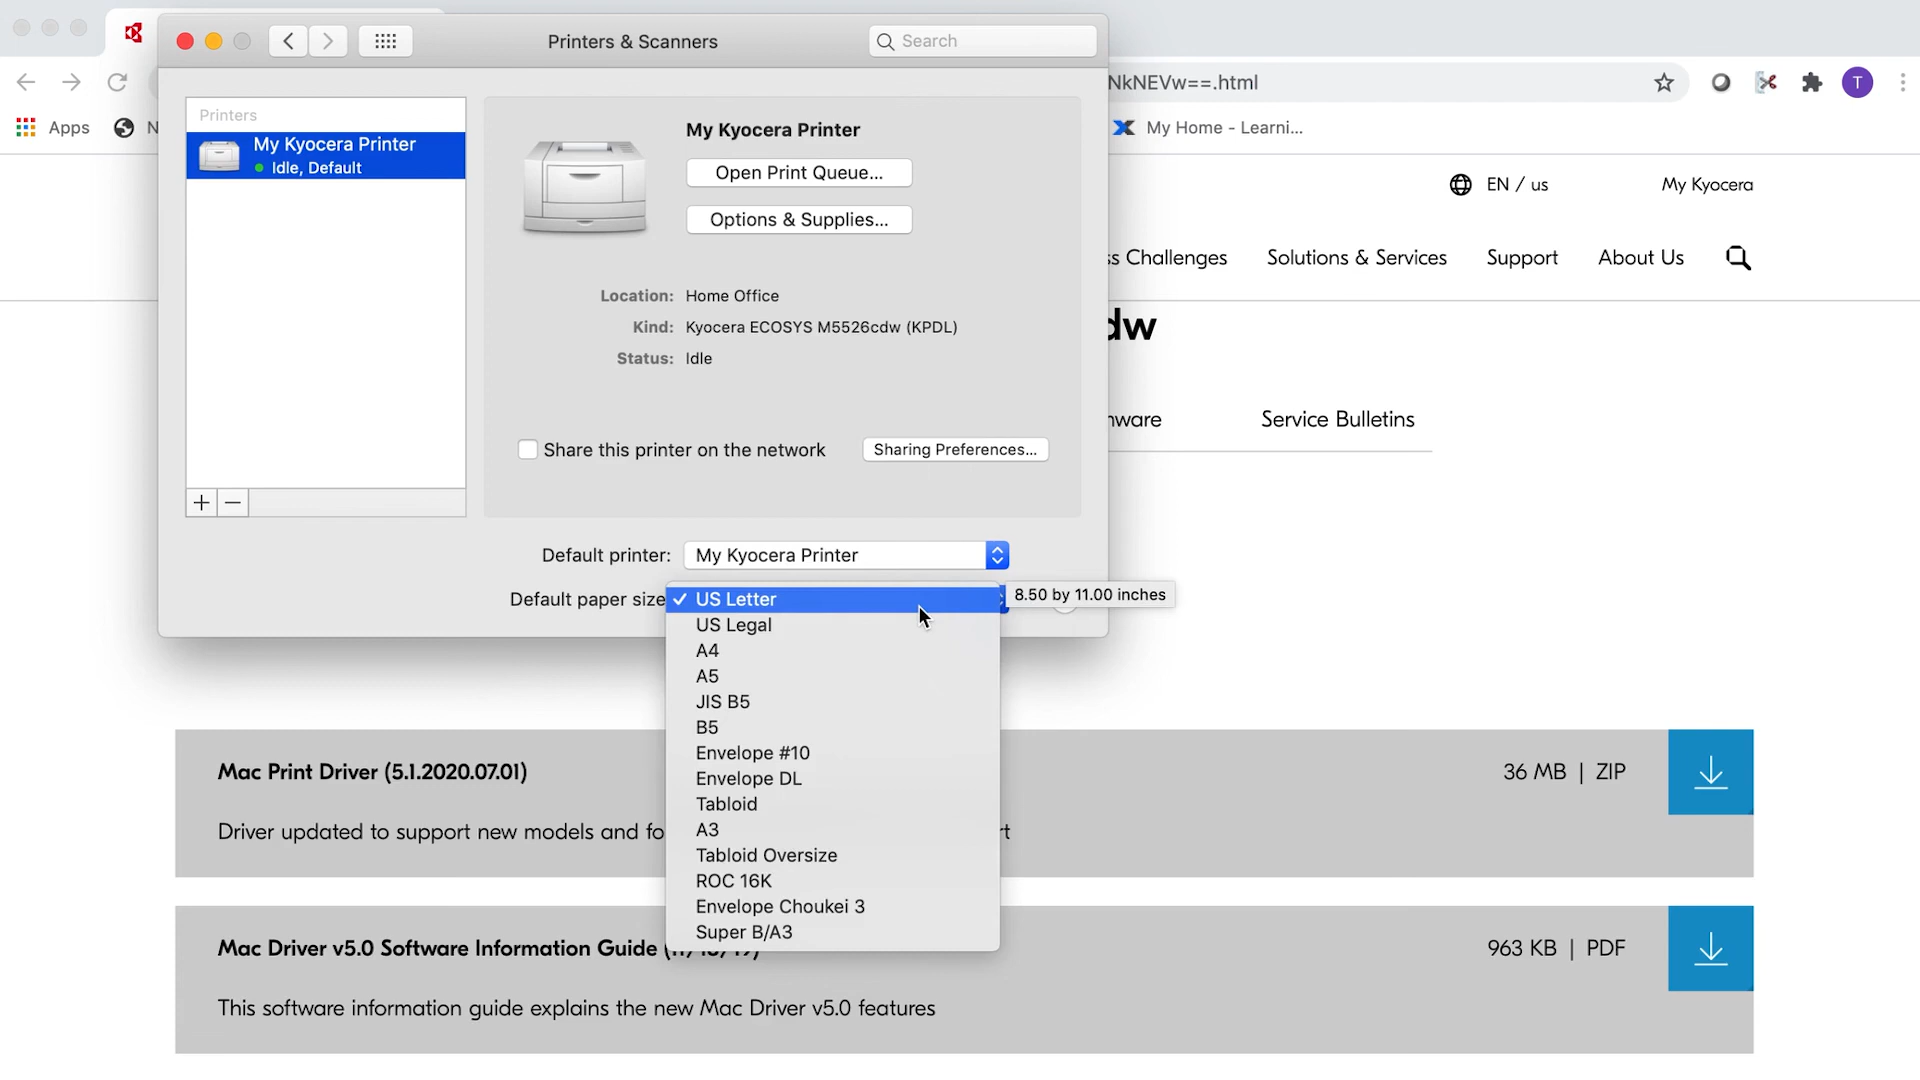 Printers & Scanners
Search
NkNEVw==.html
T
Apps
N
My Home - Learni...
Printers
My Kyocera Printer
Idle, Default
My Kyocera Printer
Open Print Queue...
Options & Supplies...
EN / us
My Kyocera
ss Challenges
Solutions & Services
Support
About Us
Location: Home Office
Kind: Kyocera ECOSYS M5526cdw (KPDL)
Status: Idle
dw
ware
Service Bulletins
Share this printer on the network
Sharing Preferences...
+ −
Default printer: My Kyocera Printer
Default paper size
✓ US Letter
8.50 by 11.00 inches
US Legal
A4
A5
JIS B5
B5
Envelope #10
Envelope DL
Tabloid
A3
Tabloid Oversize
ROC 16K
Envelope Choukei 3
Super B/A3
Mac Print Driver (5.1.2020.07.01)
36 MB | ZIP
Driver updated to support new models and fo
rt
Mac Driver v5.0 Software Information Guide
963 KB | PDF
This software information guide explains the new Mac Driver v5.0 features